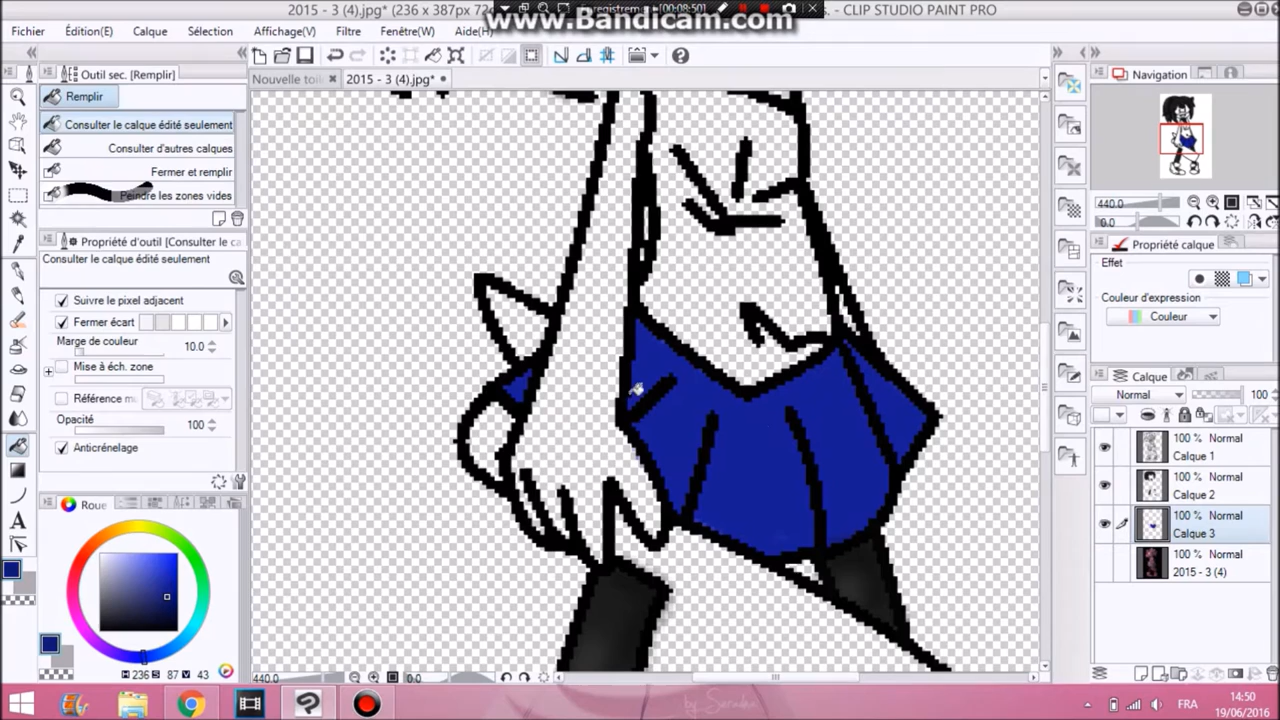 2015 - 3 (4).jpg* (236 x 387px 72
Enregistrem
[00:08:50]
- CLIP STUDIO PAINT PRO
www.Bandicam.com
Fichier Édition(E) Calque Sélection Affichage(V) Filtre Fenêtre(W) Aide(H)
Outil sec. [Remplir]
Nouvelle toil
2015 - 3 (4).jpg*
Navigation
Remplir
Consulter le calque édité seulement
Consulter d'autres calques
Fermer et remplir
Peindre les zones vides
440.0
0.0
Propriété d'outil [Consulter le ca
Consulter le calque édité seulement
Propriété calque
Effet
Suivre le pixel adjacent
Couleur d'expression
Fermer écart
Couleur
Marge de couleur
10.0
Mise à éch. zone
Calque
Référence m
Normal
100
Opacité
100
Anticrénelage
100 % Normal
Calque 1
100 % Normal
Calque 2
Roue
100 % Normal
Calque 3
100 % Normal
2015 - 3 (4)
H 236 S 87 V 43
440.0
0.0
FRA
14:50
19/06/2016